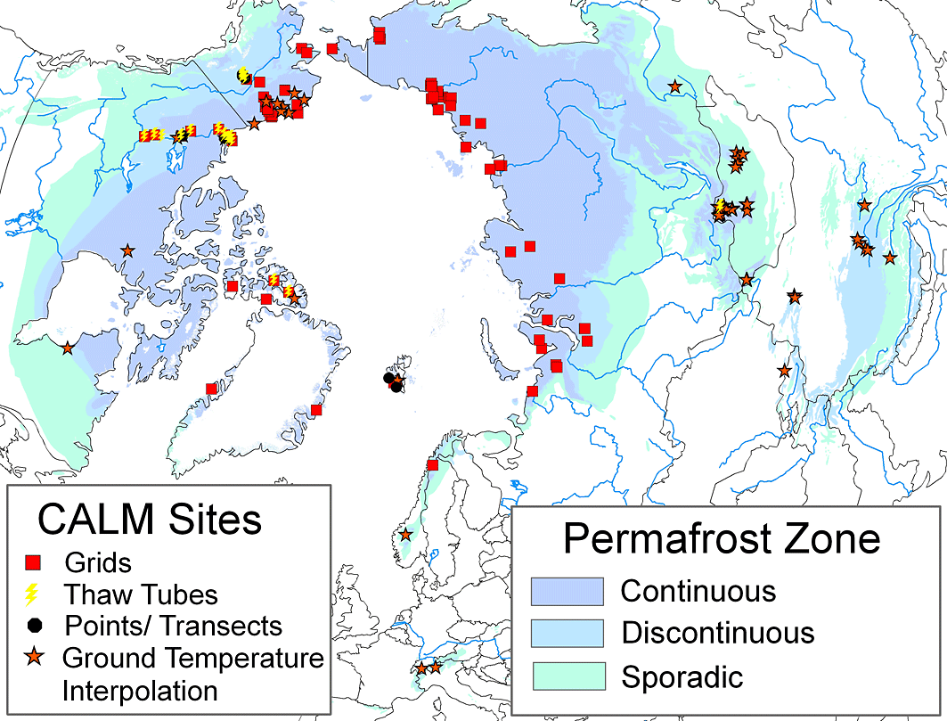 CALM Sites
Grids
Thaw Tubes
Points/ Transects
Ground Temperature
Interpolation
Permafrost Zone
Continuous
Discontinuous
Sporadic